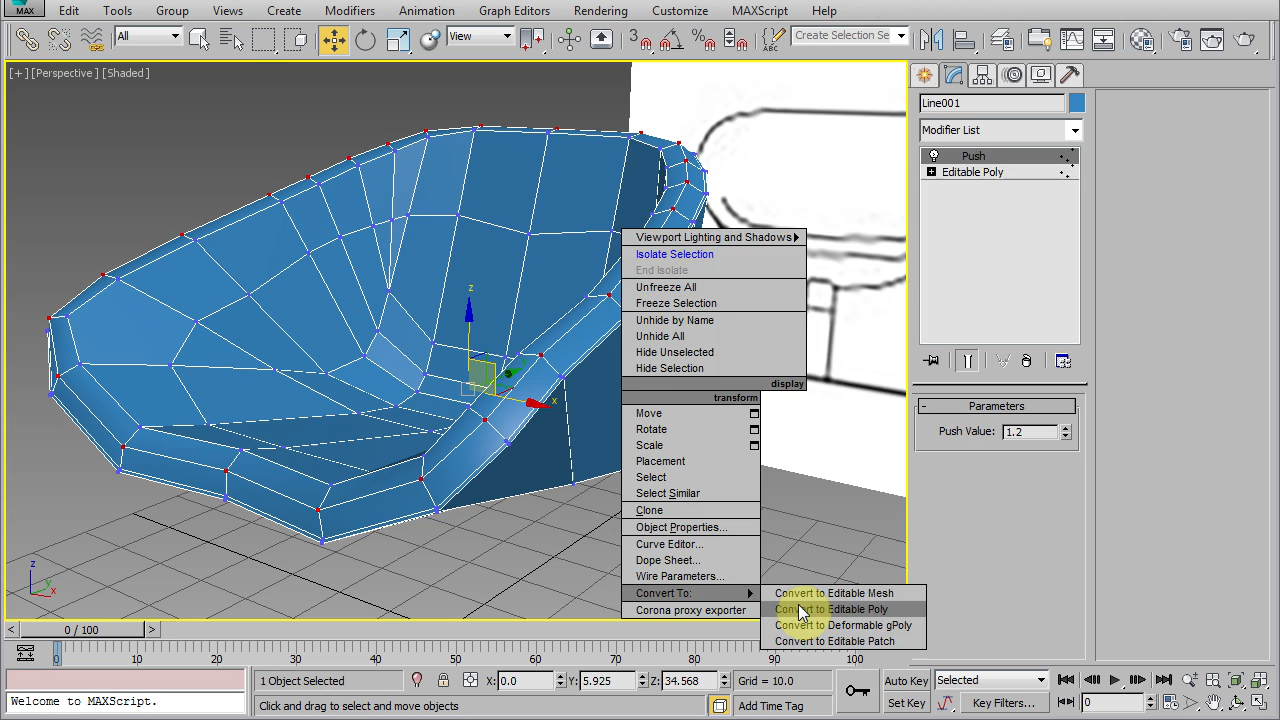 MAX
Edit Tools Group Views Create Modifiers Animation Graph Editors Rendering Customize MAXScript Help
All
View
3
Create Selection Se
[+] [Perspective] [Shaded]
Line001
Modifier List
Push
Editable Poly
Parameters
Push Value: 1.2
Viewport Lighting and Shadows
Isolate Selection
End Isolate
Unfreeze All
Freeze Selection
Unhide by Name
Unhide All
Hide Unselected
Hide Selection
display
transform
Move
Rotate
Scale
Placement
Select
Select Similar
Clone
Object Properties...
Curve Editor...
Dope Sheet...
Wire Parameters...
Convert To:
Corona proxy exporter
Convert to Editable Mesh
Convert to Editable Poly
Convert to Deformable gPoly
Convert to Editable Patch
z
x
z
y
x
< 0 / 100 >
0 10 20 30 40 50 60 70 80 90 100
1 Object Selected X: 0.0 Y: 5.925 Z: 34.568 Grid = 10.0 Auto Key Selected
Welcome to MAXScript. Click and drag to select and move objects Add Time Tag Set Key Key Filters... 0